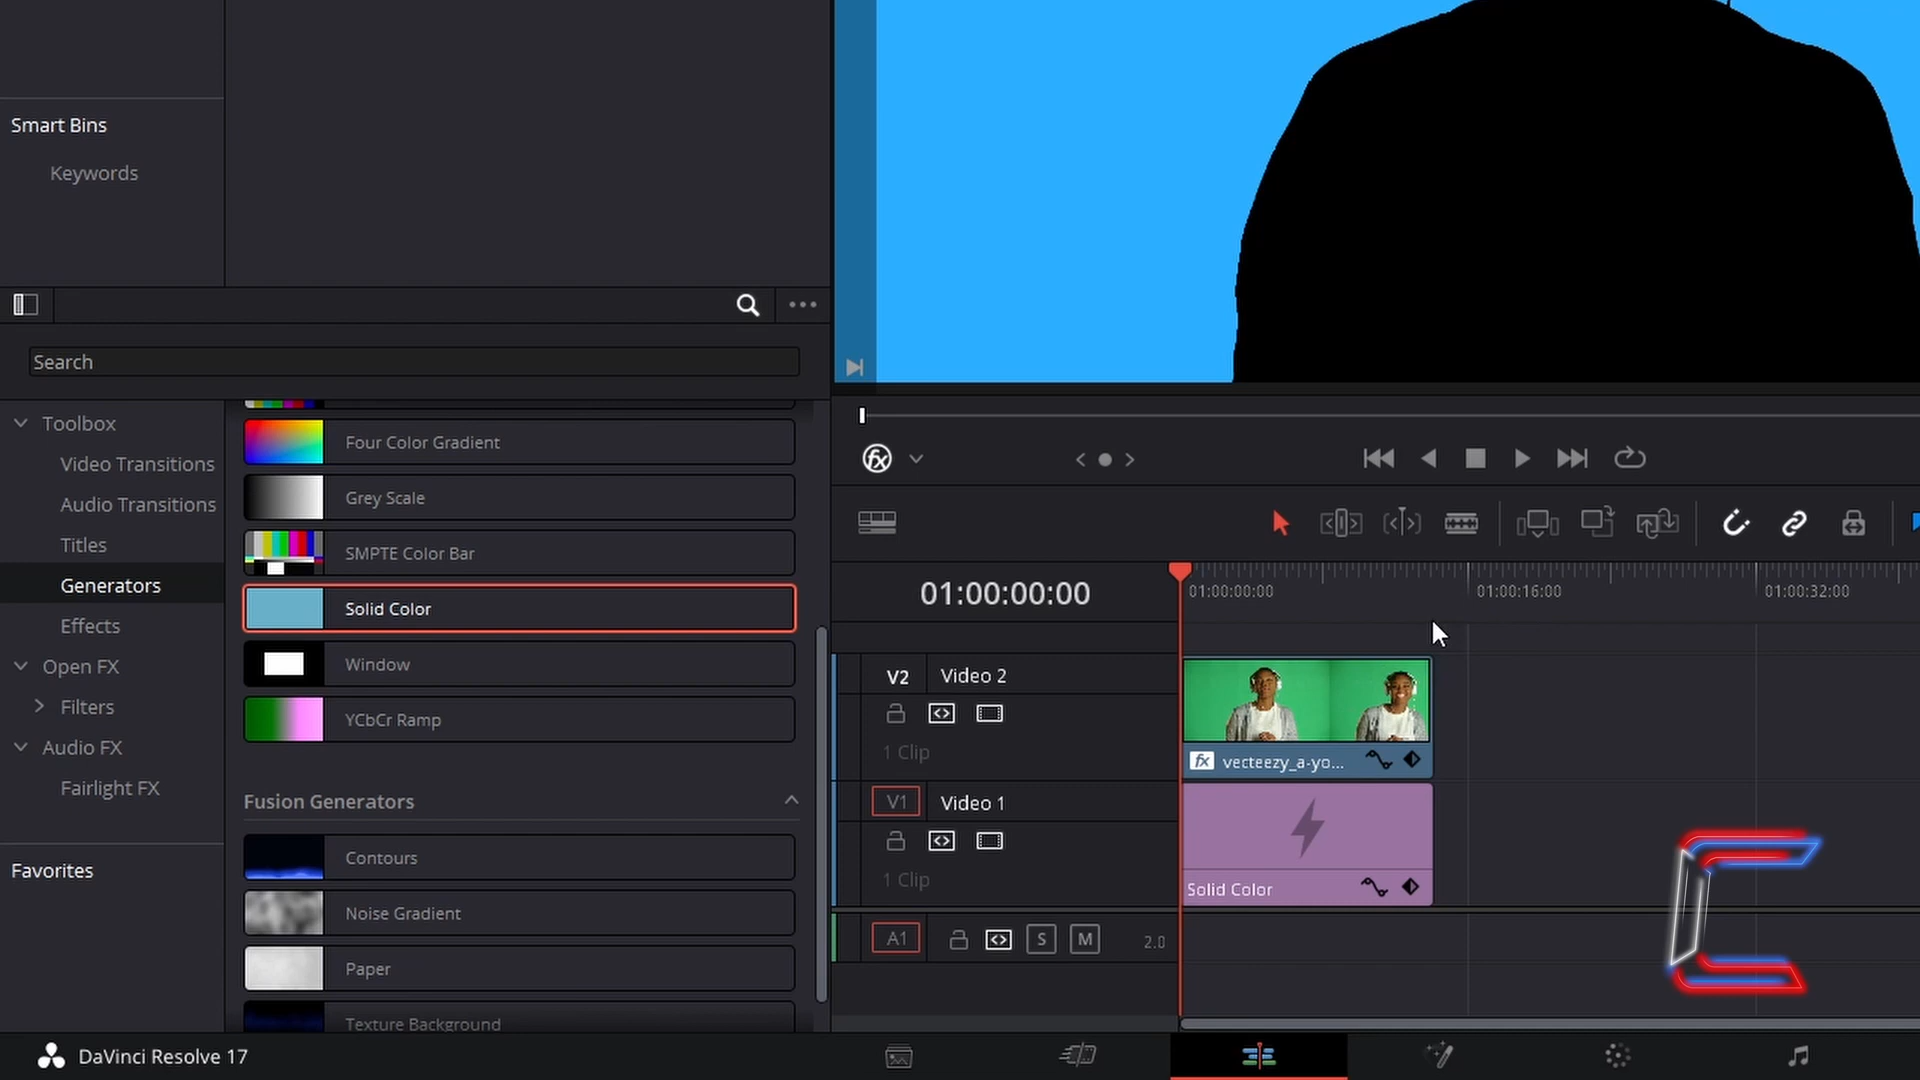 Smart Bins
Keywords
Search
Toolbox
Video Transitions
Audio Transitions
Titles
Generators
Effects
Open FX
Filters
Audio FX
Fairlight FX
Favorites
Four Color Gradient
Grey Scale
SMPTE Color Bar
Solid Color
Window
YCbCr Ramp
Fusion Generators
Contours
Noise Gradient
Paper
Texture Background
fx
01:00:00:00
01:00:00:00
01:00:16:00
01:00:32:00
V2 Video 2
1 Clip
fx vecteezy_a-yo...
V1 Video 1
1 Clip
Solid Color
A1 S M 2.0
DaVinci Resolve 17